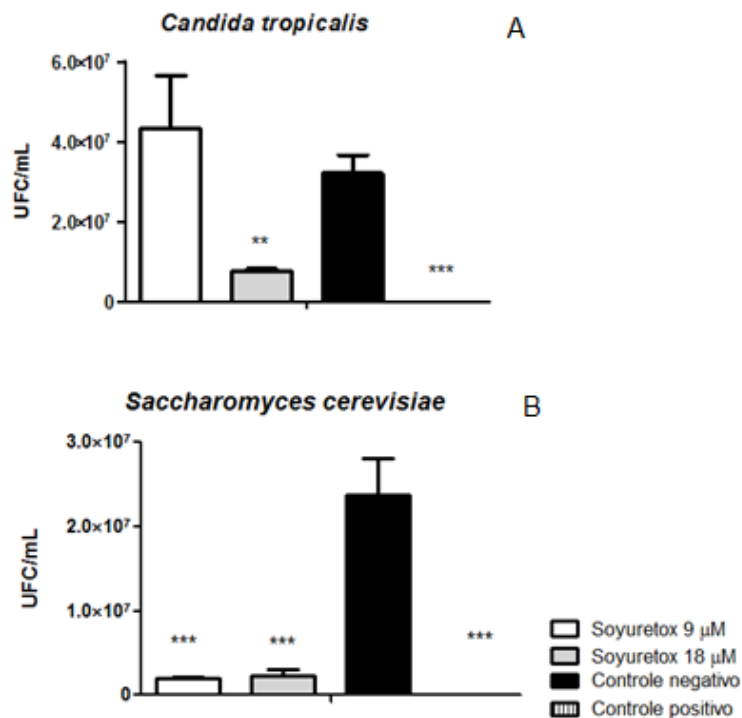 Candida tropicalis A
6.0×10⁷
4.0×10⁷
2.0×10⁷
0
UFC/mL
**
***
Saccharomyces cerevisiae B
3.0×10⁷
2.0×10⁷
1.0×10⁷
0
UFC/mL
***
***
***
Soyuretox 9 μM
Soyuretox 18 μM
Controle negativo
Controle positivo